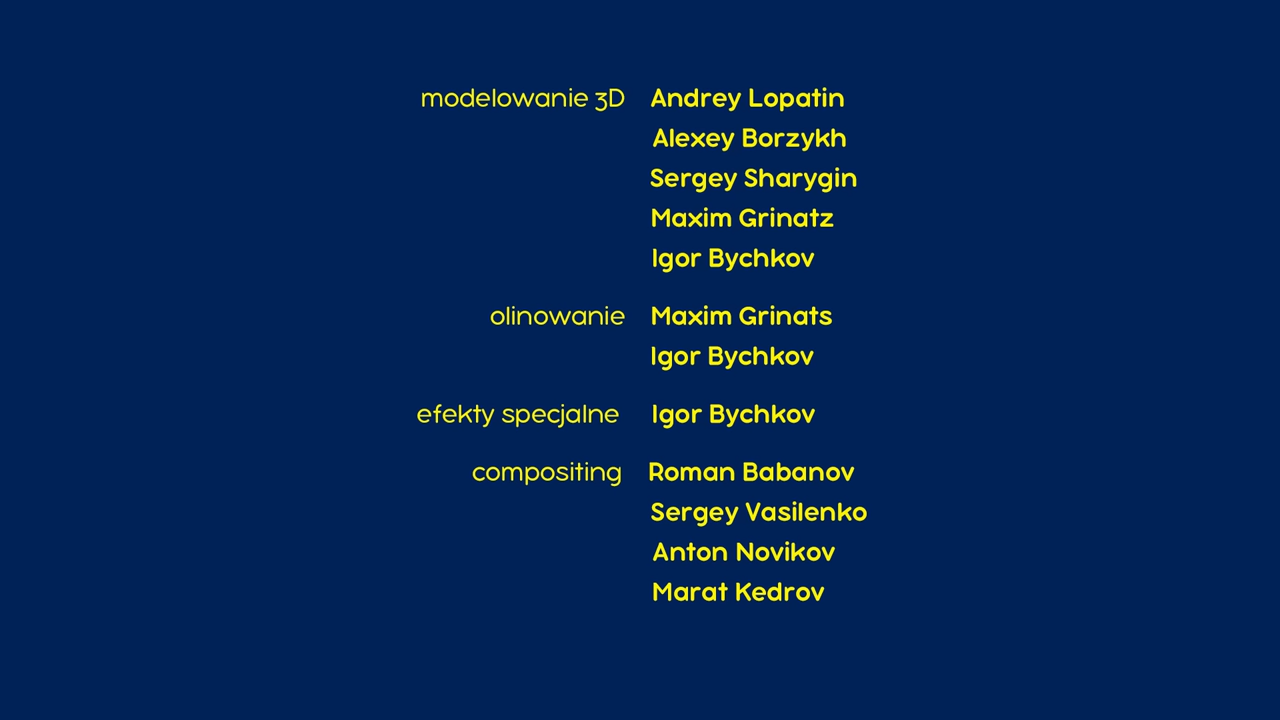 modelowanie 3D Andrey Lopatin
Alexey Borzykh
Sergey Sharygin
Maxim Grinatz
Igor Bychkov
olinowanie Maxim Grinats
Igor Bychkov
efekty specjalne Igor Bychkov
compositing Roman Babanov
Sergey Vasilenko
Anton Novikov
Marat Kedrov